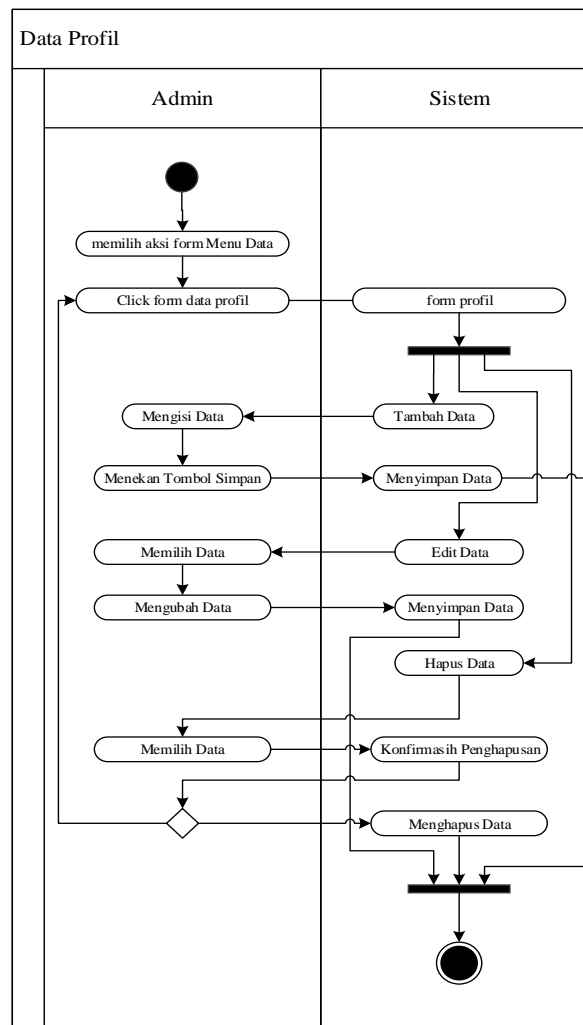 Data Profil
Admin
Sistem
memilih aksi form Menu Data
Click form data profil
form profil
Mengisi Data
Tambah Data
Menekan Tombol Simpan
Menyimpan Data
Memilih Data
Edit Data
Mengubah Data
Menyimpan Data
Hapus Data
Memilih Data
Konfirmasih Penghapusan
Menghapus Data